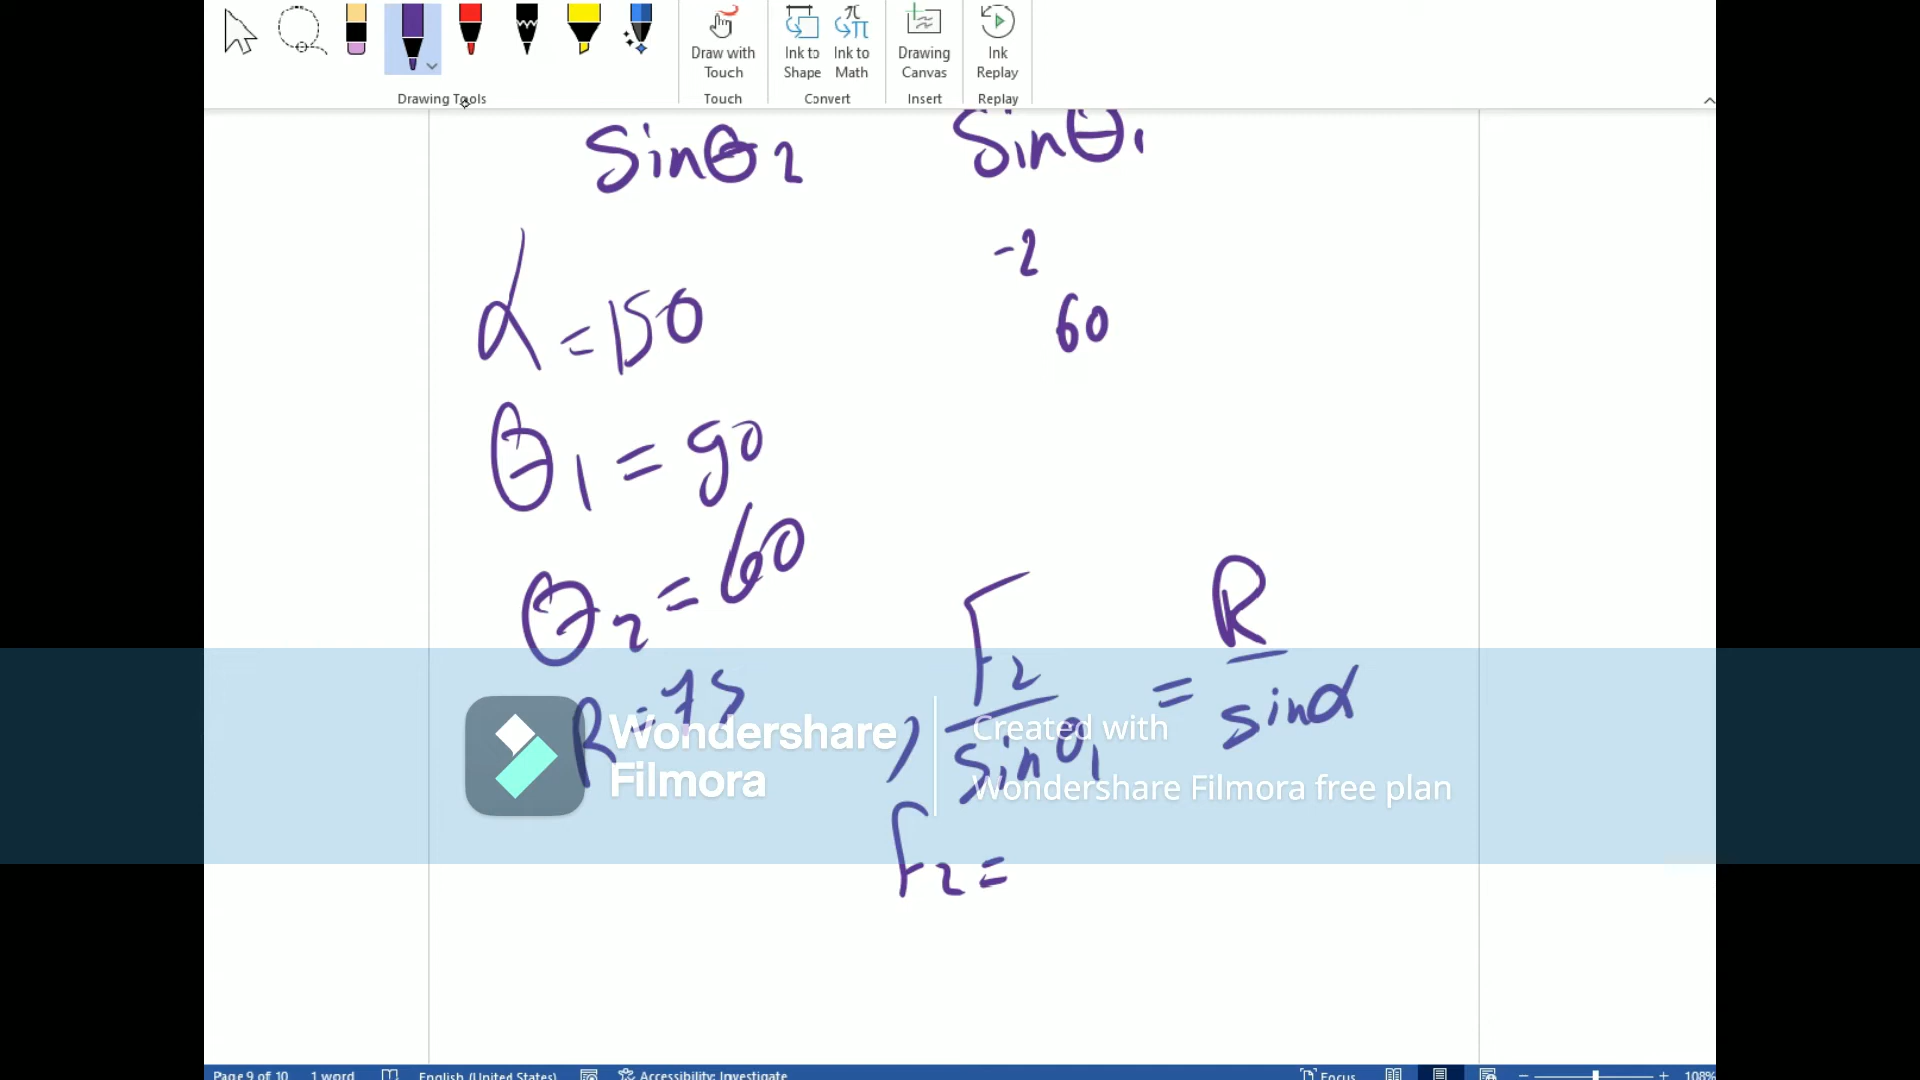 Draw with Touch
Ink to Shape
Ink to Math
Drawing Canvas
Ink Replay
Drawing Tools
Touch
Convert
Insert
Replay
Sinθ2
Sinθ1
-2
α=150
60
θ1=90
θ2=60
R=75
F2/sinθ1 = R/sinα
F2=
Wondershare
Filmora
Created with
Wondershare Filmora free plan
Page 9 of 10
1 word
English (United States)
Accessibility: Investigate
Focus
108%